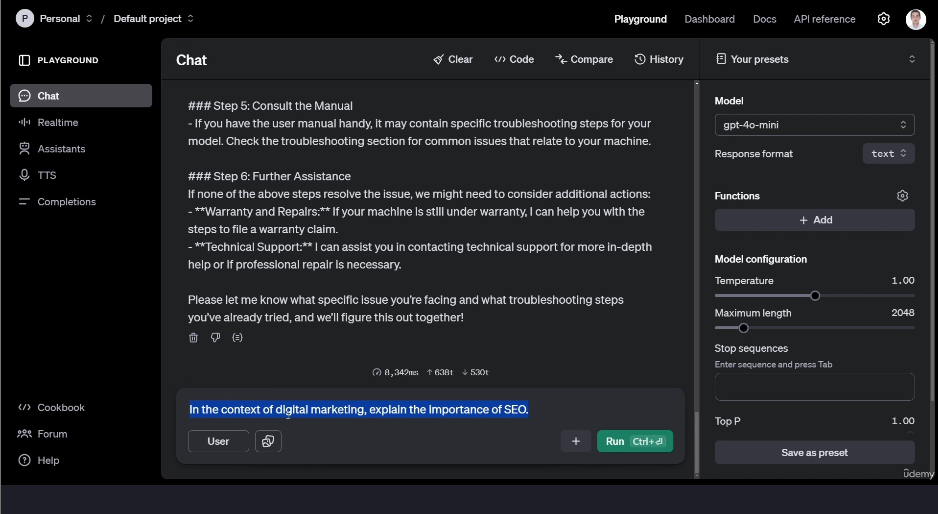 P Personal / Default project
Playground Dashboard Docs API reference
PLAYGROUND
Chat
Realtime
Assistants
TTS
Completions
Cookbook
Forum
Help
Chat
Clear Code Compare History
### Step 5: Consult the Manual
- If you have the user manual handy, it may contain specific troubleshooting steps for your
model. Check the troubleshooting section for common issues that relate to your machine.
### Step 6: Further Assistance
If none of the above steps resolve the issue, we might need to consider additional actions:
- **Warranty and Repairs:** If your machine is still under warranty, I can help you with the
steps to file a warranty claim.
- **Technical Support:** I can assist you in contacting technical support for more in-depth
help or if professional repair is necessary.
Please let me know what specific issue you're facing and what troubleshooting steps
you've already tried, and we'll figure this out together!
8,342ms ↑ 638t ↓ 530t
In the context of digital marketing, explain the importance of SEO.
User + Run Ctrl+⏎
Your presets
Model
gpt-4o-mini
Response format text
Functions
+ Add
Model configuration
Temperature 1.00
Maximum length 2048
Stop sequences
Enter sequence and press Tab
Top P 1.00
Save as preset
ûdemy